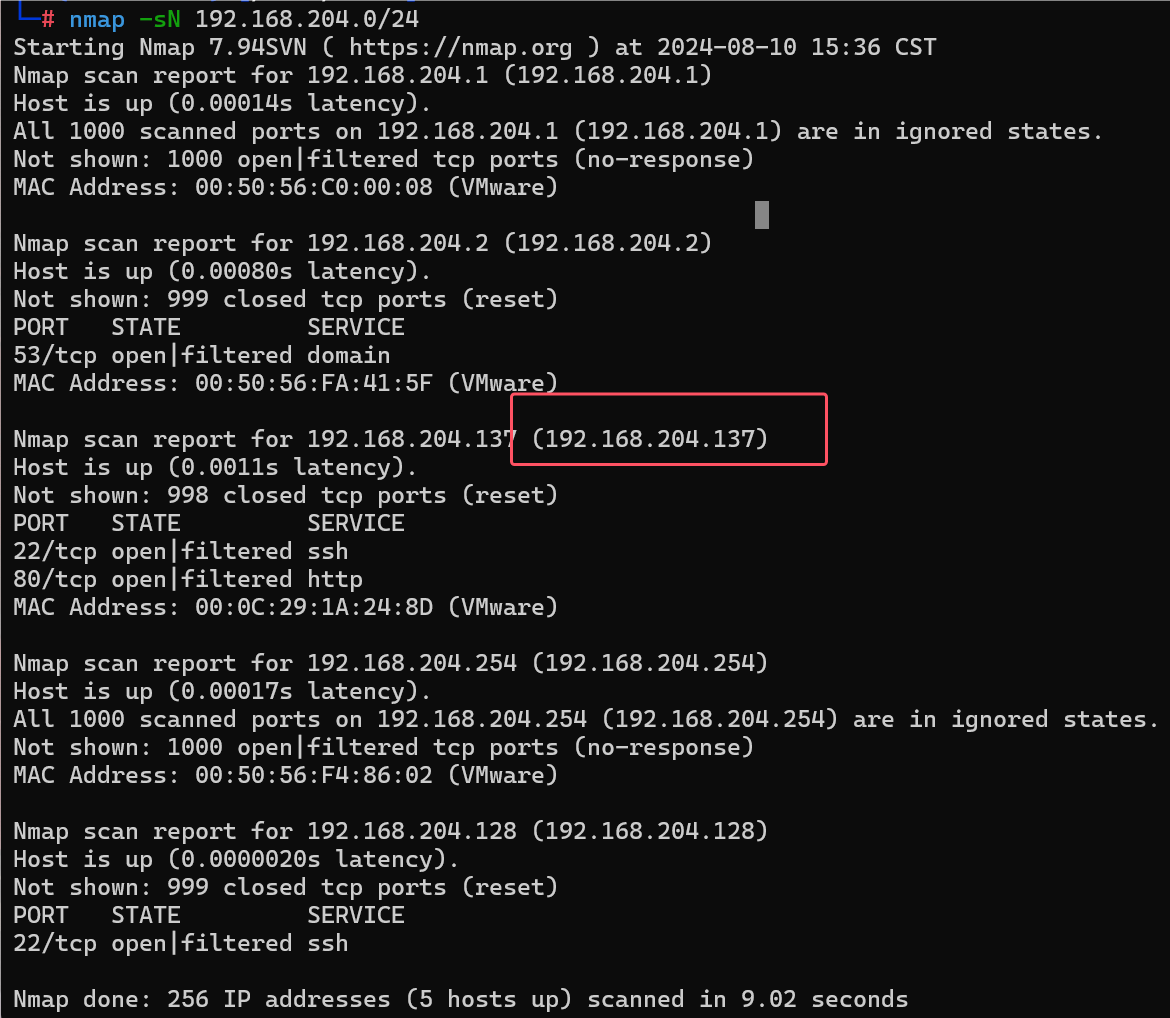 └─# nmap -sN 192.168.204.0/24
Starting Nmap 7.94SVN ( https://nmap.org ) at 2024-08-10 15:36 CST
Nmap scan report for 192.168.204.1 (192.168.204.1)
Host is up (0.00014s latency).
All 1000 scanned ports on 192.168.204.1 (192.168.204.1) are in ignored states.
Not shown: 1000 open|filtered tcp ports (no-response)
MAC Address: 00:50:56:C0:00:08 (VMware)
Nmap scan report for 192.168.204.2 (192.168.204.2)
Host is up (0.00080s latency).
Not shown: 999 closed tcp ports (reset)
PORT   STATE         SERVICE
53/tcp open|filtered domain
MAC Address: 00:50:56:FA:41:5F (VMware)
Nmap scan report for 192.168.204.137 (192.168.204.137)
Host is up (0.0011s latency).
Not shown: 998 closed tcp ports (reset)
PORT   STATE         SERVICE
22/tcp open|filtered ssh
80/tcp open|filtered http
MAC Address: 00:0C:29:1A:24:8D (VMware)
Nmap scan report for 192.168.204.254 (192.168.204.254)
Host is up (0.00017s latency).
All 1000 scanned ports on 192.168.204.254 (192.168.204.254) are in ignored states.
Not shown: 1000 open|filtered tcp ports (no-response)
MAC Address: 00:50:56:F4:86:02 (VMware)
Nmap scan report for 192.168.204.128 (192.168.204.128)
Host is up (0.0000020s latency).
Not shown: 999 closed tcp ports (reset)
PORT   STATE         SERVICE
22/tcp open|filtered ssh
Nmap done: 256 IP addresses (5 hosts up) scanned in 9.02 seconds